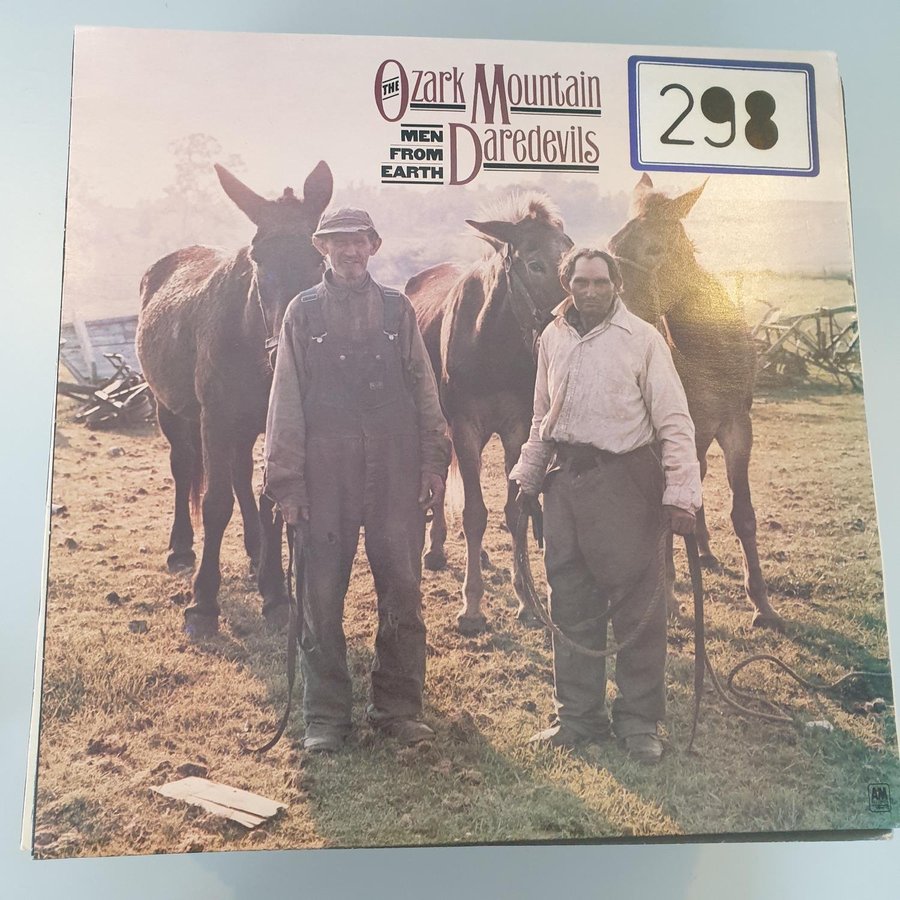 THE Ozark Mountain
Daredevils
MEN
FROM
EARTH
298
A&M